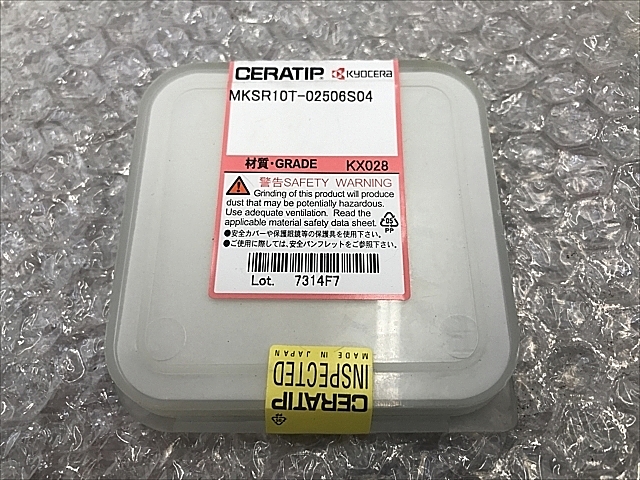 CERATIP KYOCERA
MKSR10T-02506S04
材質・GRADE KX028
警告SAFETY WARNING
Grinding of this product will produce
dust that may be potentially hazardous.
Use adequate ventilation. Read the
applicable material safety data sheet.
05
PP
●安全カバーや保護眼鏡等の保護具を使用下さい。
●ご使用に際しては、安全パンフレットをご参照下さい。
Lot. 7314F7
CERATIP
INSPECTED
MADE IN JAPAN